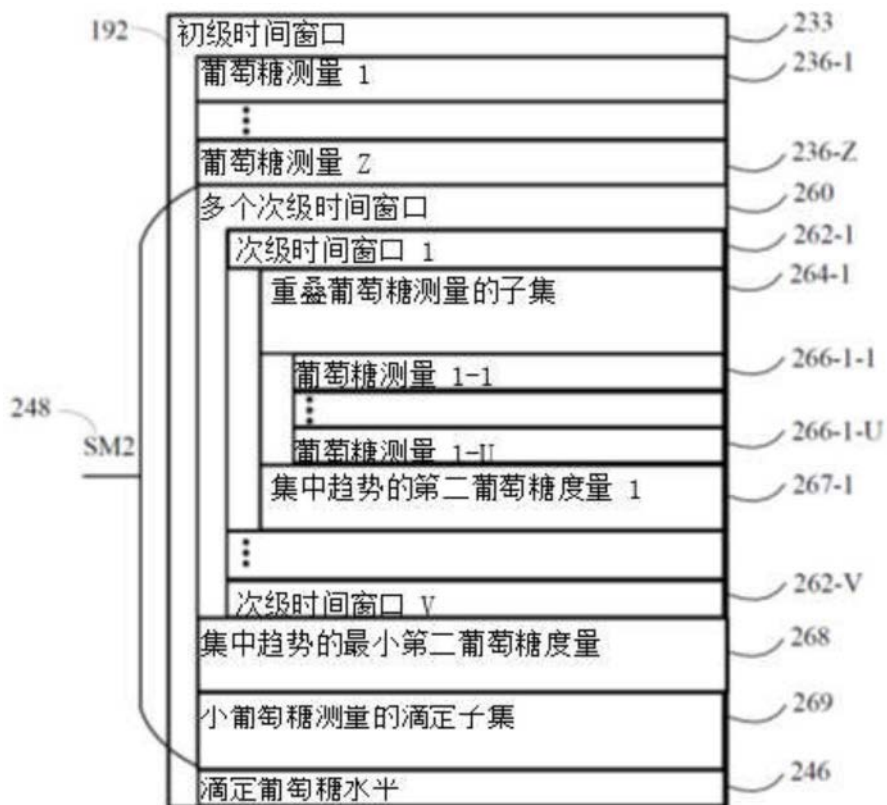 192
初级时间窗口
233
葡萄糖测量 1
236-1
葡萄糖测量 Z
236-Z
多个次级时间窗口
260
次级时间窗口 1
262-1
重叠葡萄糖测量的子集
264-1
葡萄糖测量 1-1
266-1-1
248
SM2
葡萄糖测量 1-U
266-1-U
集中趋势的第二葡萄糖度量 1
267-1
次级时间窗口 V
262-V
集中趋势的最小第二葡萄糖度量
268
小葡萄糖测量的滴定子集
269
滴定葡萄糖水平
246